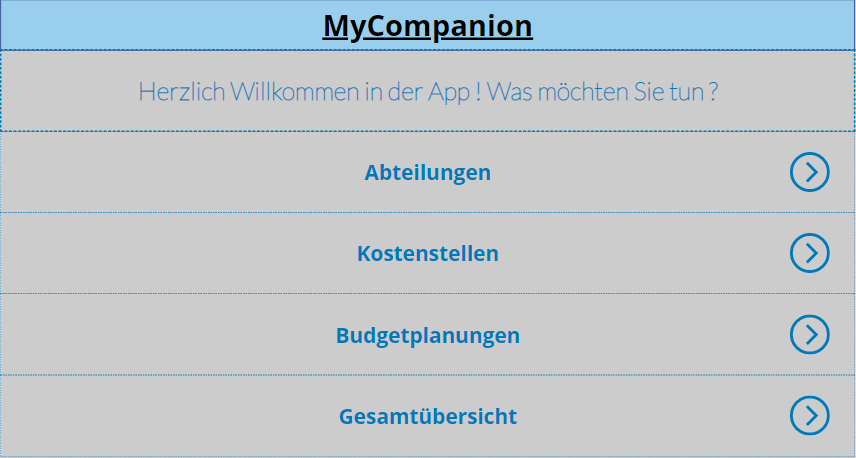 MyCompanion
Herzlich Willkommen in der App ! Was möchten Sie tun ?
Abteilungen
Kostenstellen
Budgetplanungen
Gesamtübersicht